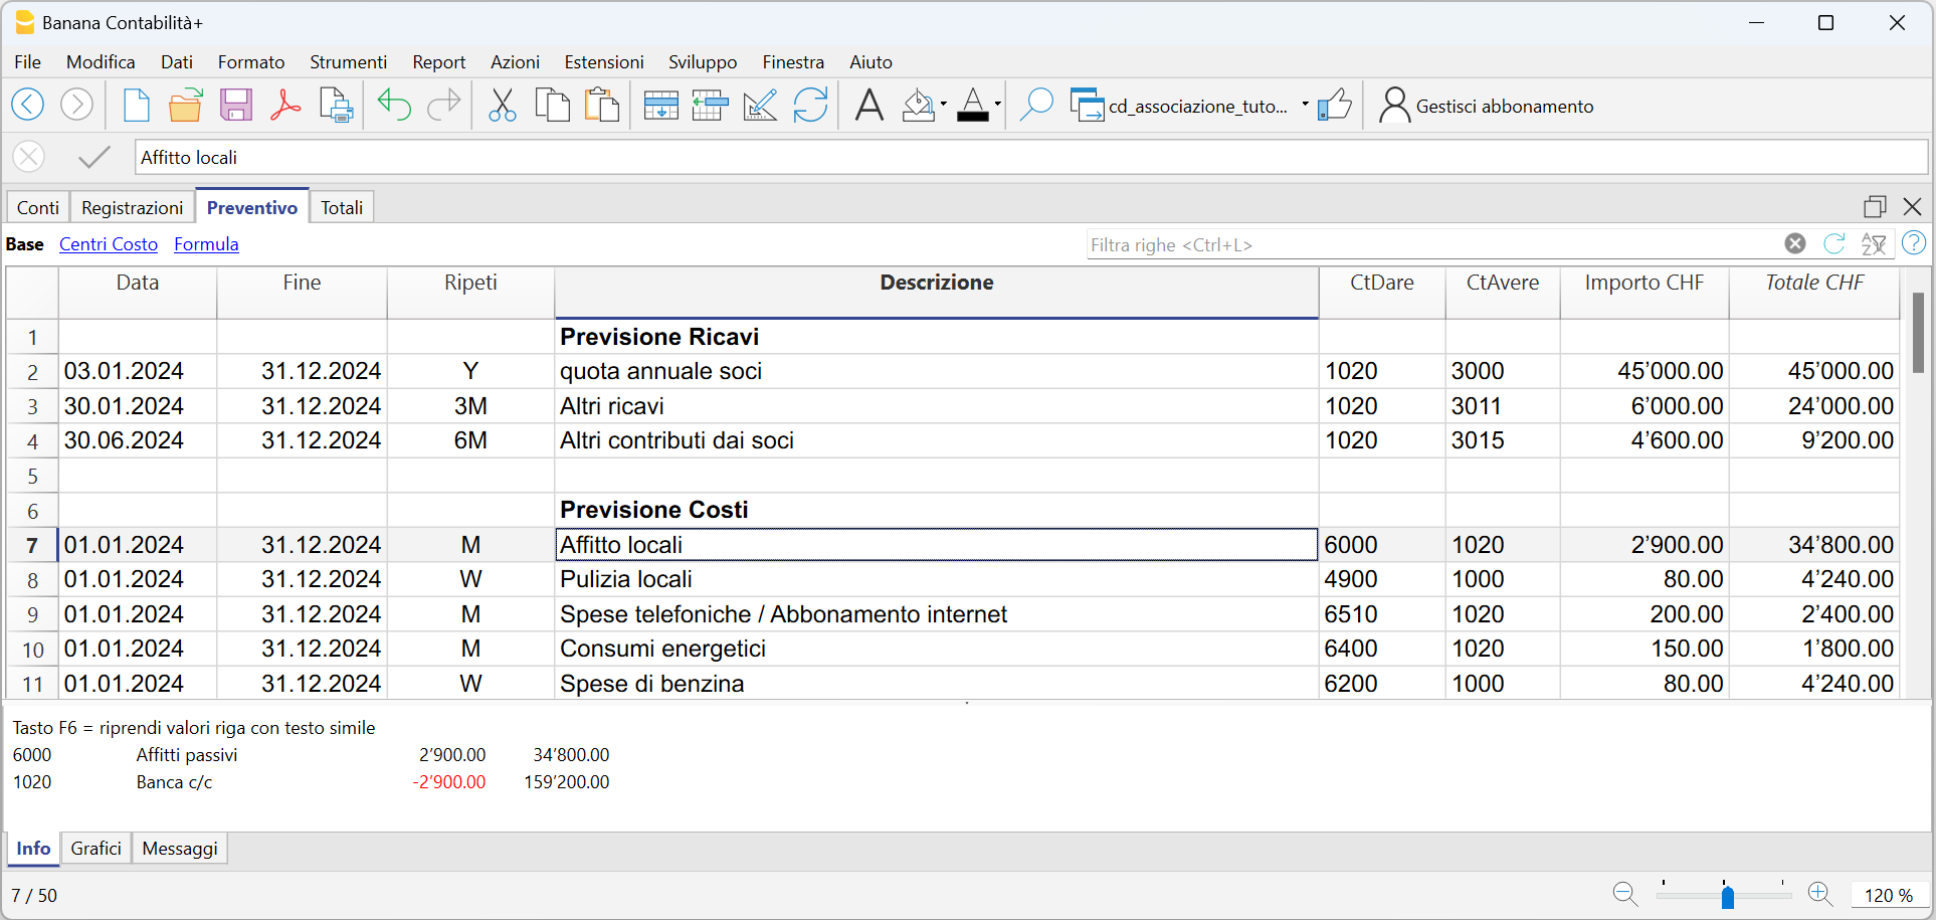 Banana Contabilità+
File Modifica Dati Formato Strumenti Report Azioni Estensioni Sviluppo Finestra Aiuto
cd_associazione_tuto... Gestisci abbonamento
Affitto locali
Conti Registrazioni Preventivo Totali
Base Centri Costo Formula Filtra righe <Ctrl+L>
Data Fine Ripeti Descrizione CtDare CtAvere Importo CHF Totale CHF
1 Previsione Ricavi
2 03.01.2024 31.12.2024 Y quota annuale soci 1020 3000 45’000.00 45’000.00
3 30.01.2024 31.12.2024 3M Altri ricavi 1020 3011 6’000.00 24’000.00
4 30.06.2024 31.12.2024 6M Altri contributi dai soci 1020 3015 4’600.00 9’200.00
5
6 Previsione Costi
7 01.01.2024 31.12.2024 M Affitto locali 6000 1020 2’900.00 34’800.00
8 01.01.2024 31.12.2024 W Pulizia locali 4900 1000 80.00 4’240.00
9 01.01.2024 31.12.2024 M Spese telefoniche / Abbonamento internet 6510 1020 200.00 2’400.00
10 01.01.2024 31.12.2024 M Consumi energetici 6400 1020 150.00 1’800.00
11 01.01.2024 31.12.2024 W Spese di benzina 6200 1000 80.00 4’240.00
Tasto F6 = riprendi valori riga con testo simile
6000 Affitti passivi 2’900.00 34’800.00
1020 Banca c/c -2’900.00 159’200.00
Info Grafici Messaggi
7 / 50 120 %